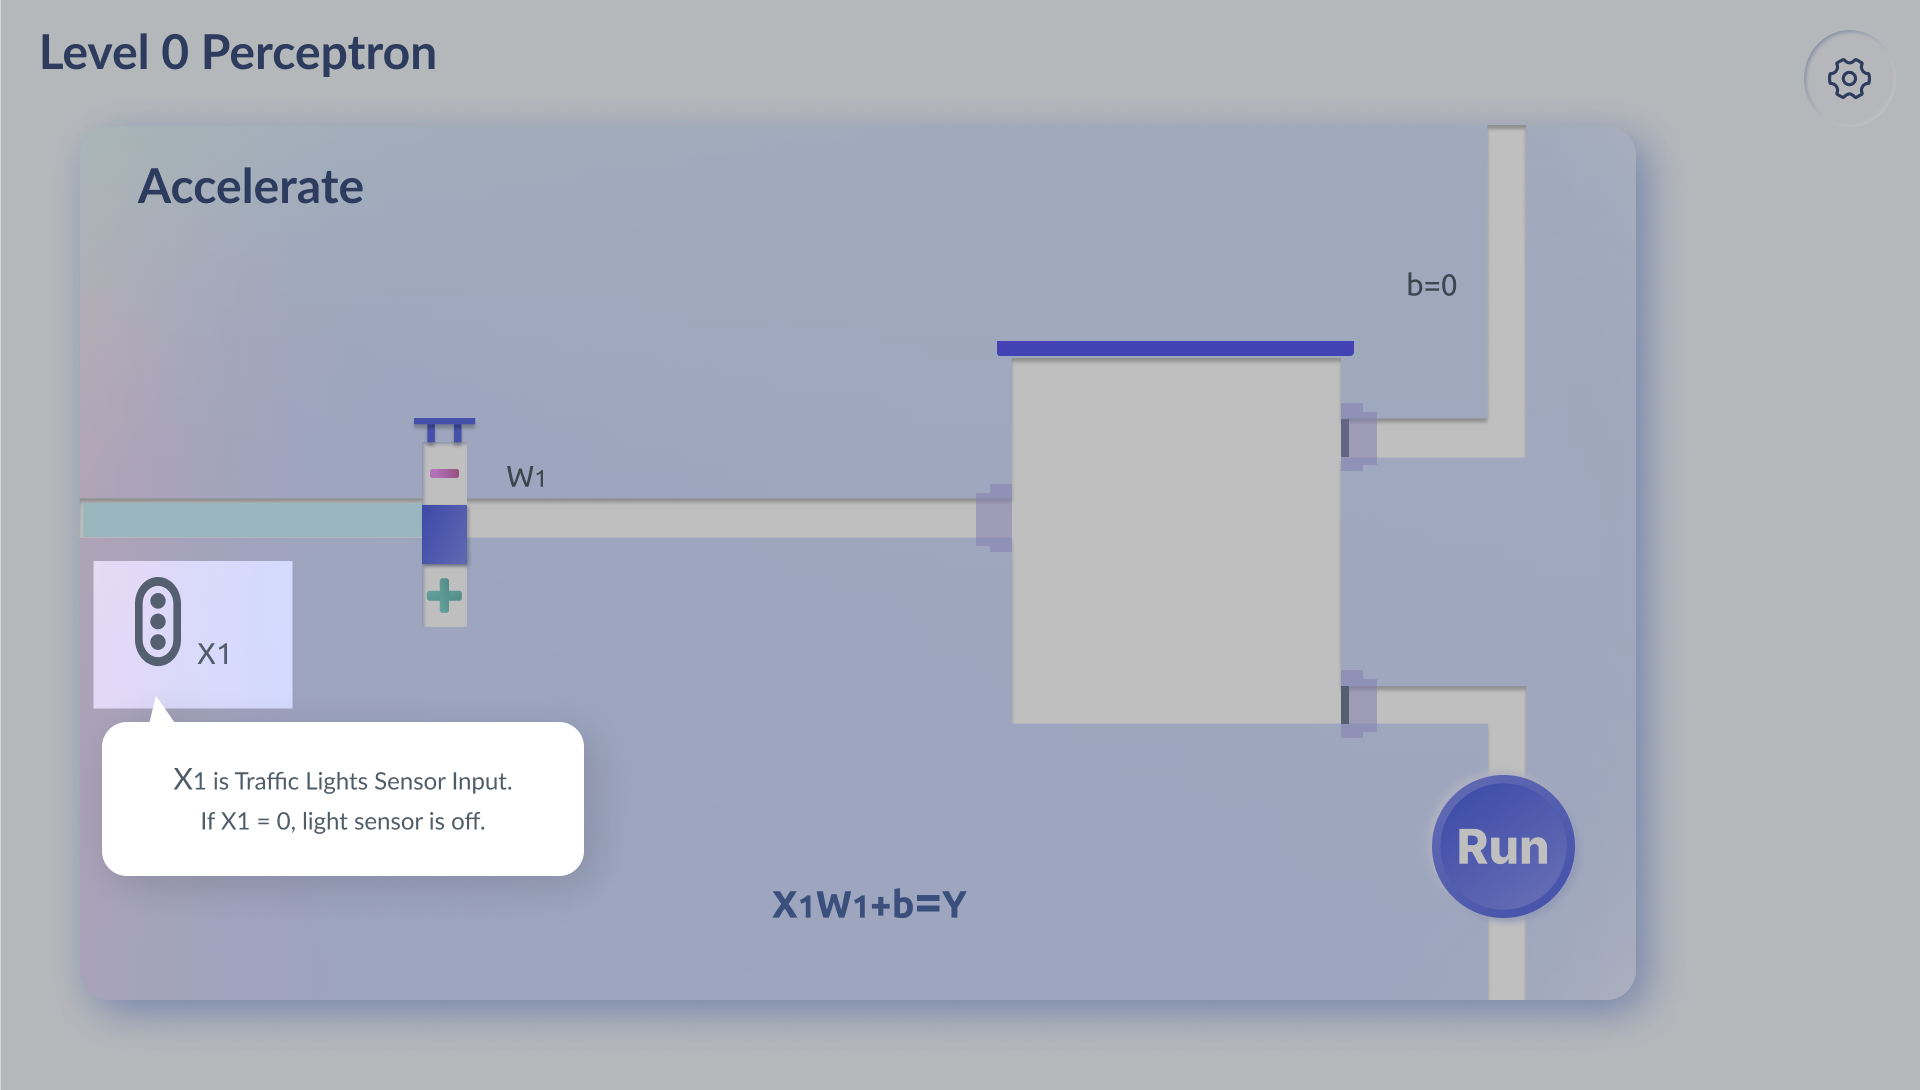 Level 0 Perceptron
Accelerate
b=0
W1
X1
X1 is Traffic Lights Sensor Input.
If X1 = 0, light sensor is off.
Run
X1W1+b=Y